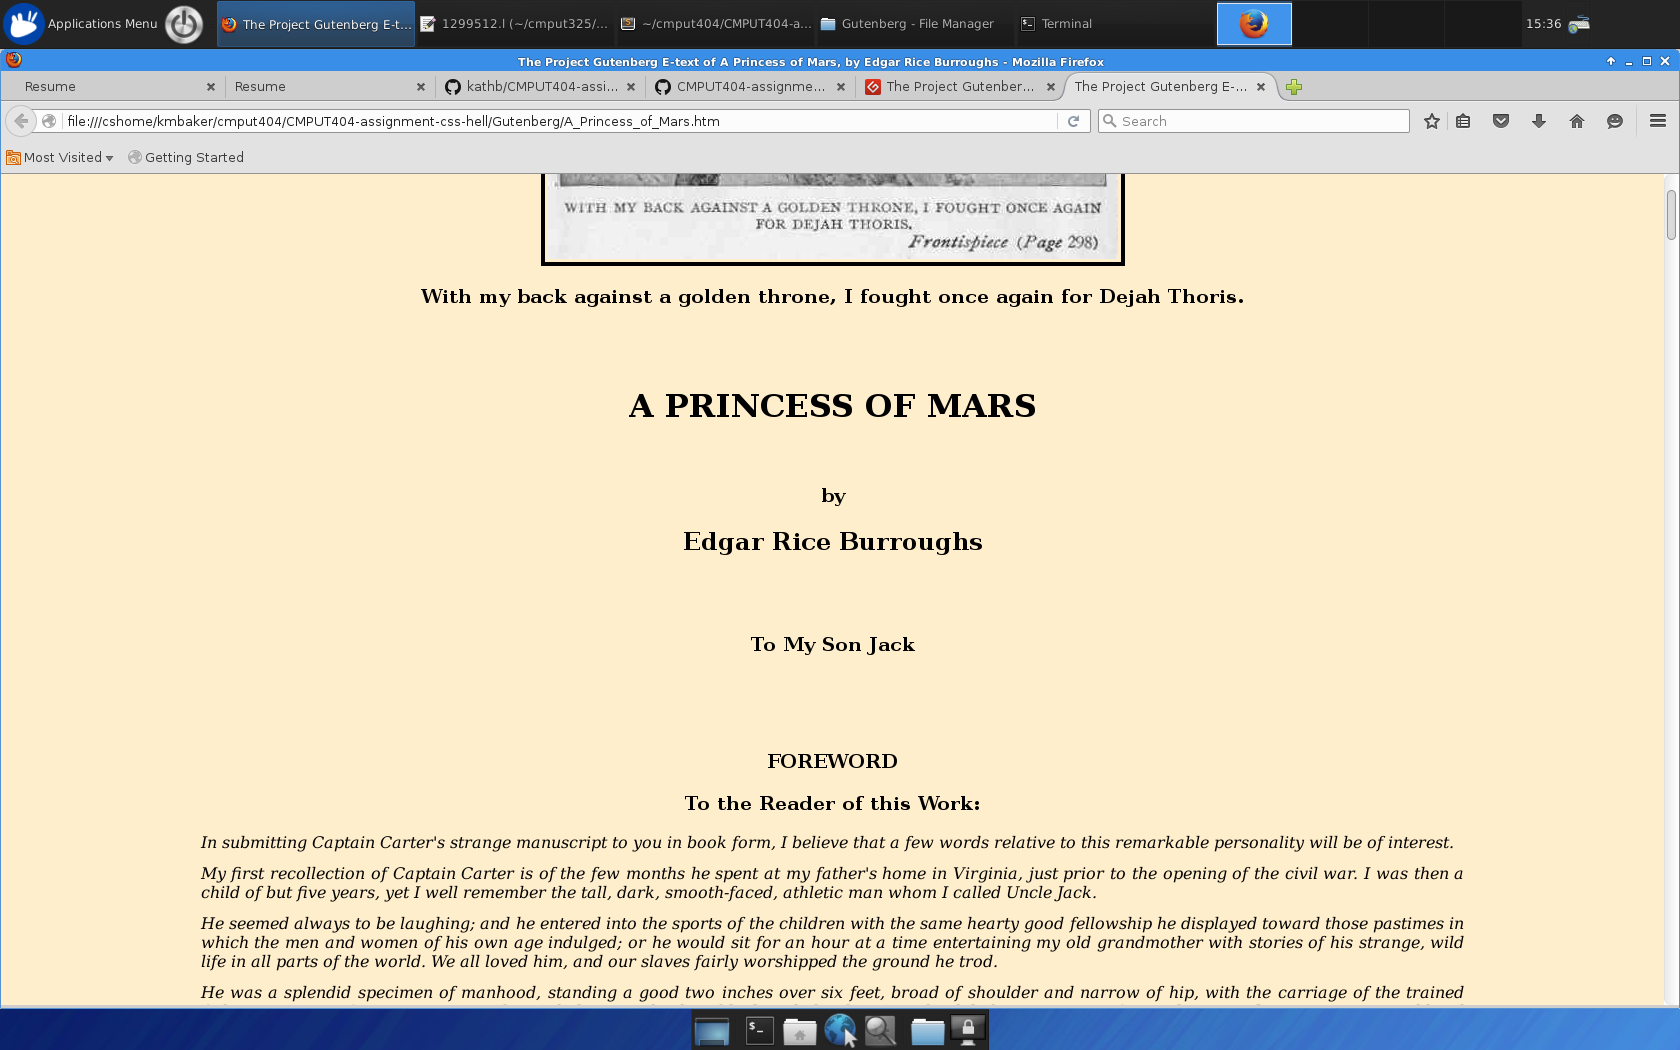 Applications Menu
The Project Gutenberg E-t...
1299512.l (~/cmput325/...
~/cmput404/CMPUT404-a...
Gutenberg - File Manager
Terminal
15:36
The Project Gutenberg E-text of A Princess of Mars, by Edgar Rice Burroughs - Mozilla Firefox
Resume
Resume
kathb/CMPUT404-assi...
CMPUT404-assignme...
The Project Gutenber...
The Project Gutenberg E-...
file:///cshome/kmbaker/cmput404/CMPUT404-assignment-css-hell/Gutenberg/A_Princess_of_Mars.htm
Search
Most Visited
Getting Started
WITH MY BACK AGAINST A GOLDEN THRONE, I FOUGHT ONCE AGAIN
FOR DEJAH THORIS.
Frontispiece (Page 298)
With my back against a golden throne, I fought once again for Dejah Thoris.
A PRINCESS OF MARS
by
Edgar Rice Burroughs
To My Son Jack
FOREWORD
To the Reader of this Work:
In submitting Captain Carter's strange manuscript to you in book form, I believe that a few words relative to this remarkable personality will be of interest.
My first recollection of Captain Carter is of the few months he spent at my father's home in Virginia, just prior to the opening of the civil war. I was then a
child of but five years, yet I well remember the tall, dark, smooth-faced, athletic man whom I called Uncle Jack.
He seemed always to be laughing; and he entered into the sports of the children with the same hearty good fellowship he displayed toward those pastimes in
which the men and women of his own age indulged; or he would sit for an hour at a time entertaining my old grandmother with stories of his strange, wild
life in all parts of the world. We all loved him, and our slaves fairly worshipped the ground he trod.
He was a splendid specimen of manhood, standing a good two inches over six feet, broad of shoulder and narrow of hip, with the carriage of the trained